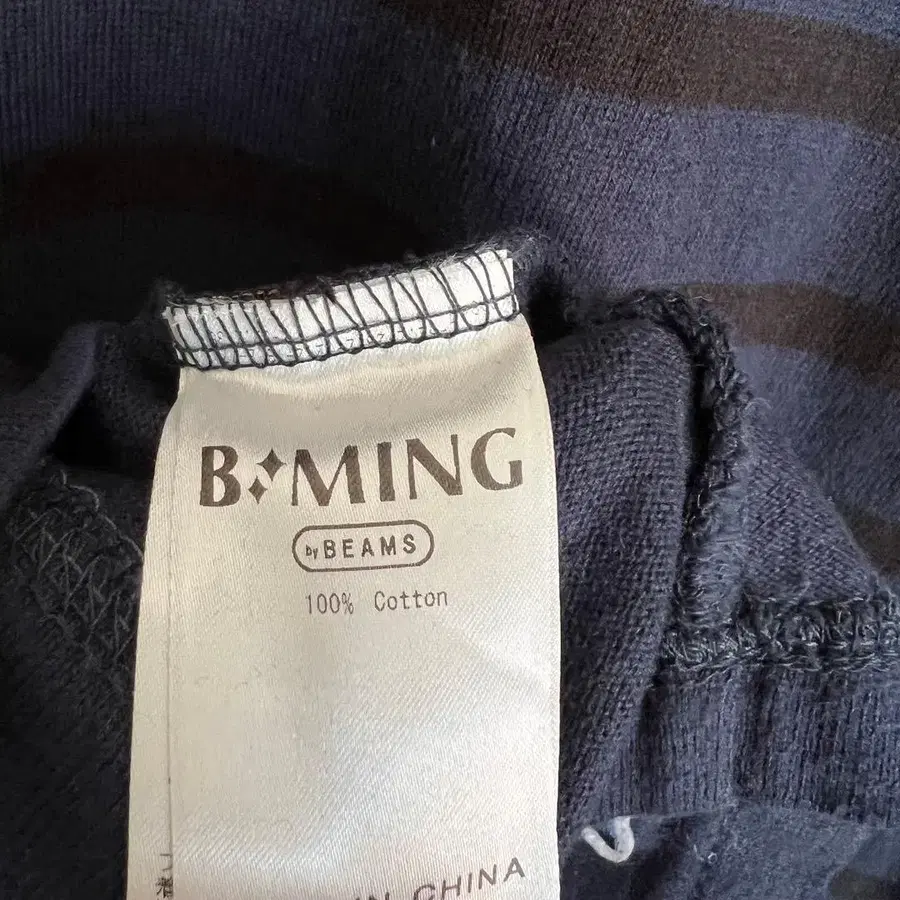 B MING
by BEAMS
100% Cotton
IN CHINA